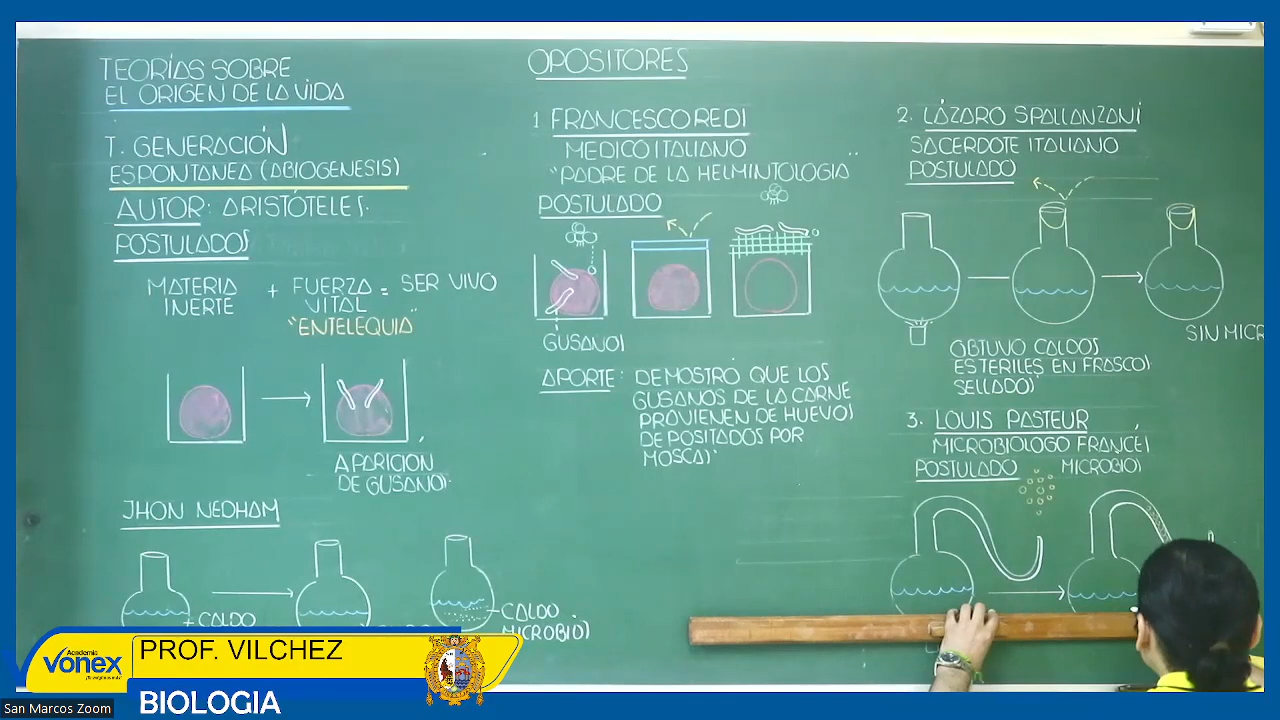 TEORÍAS SOBRE
EL ORIGEN DE LA VIDA
T. GENERACIÓN
ESPONTANEA (ABIOGENESIS)
AUTOR: ARISTÓTELES.
POSTULADOS
MATERIA
INERTE
+ FUERZA = SER VIVO
VITAL
"ENTELEQUIA"
APARICION
DE GUSANOS.
JHON NEDHAM
CALDO
CALDO
MICROBIOS
OPOSITORES
1 FRANCESCO REDI
MEDICO ITALIANO
"PADRE DE LA HELMINTOLOGIA"
POSTULADO
GUSANOS
APORTE: DEMOSTRÓ QUE LOS
GUSANOS DE LA CARNE
PROVIENEN DE HUEVOS
DEPOSITADOS POR
MOSCAS.
2. LÁZARO SPALLANZANI
SACERDOTE ITALIANO
POSTULADO
SIN MICR
OBTUVO CALDOS
ESTERILES EN FRASCOS
SELLADOS.
3. LOUIS PASTEUR
MICROBIOLOGO FRANCES
POSTULADO MICROBIOS
Academia
vonex
PROF. VILCHEZ
BIOLOGIA
San Marcos Zoom